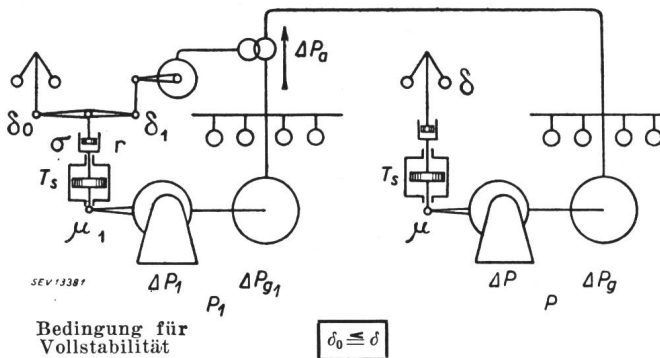 ΔPₐ
δ₀ δ₁ δ
σ r
Tₛ Tₛ
μ₁ μ
SEV13381
ΔP₁ ΔPg₁ ΔP ΔPg
P₁ P
Bedingung für
Vollstabilität
δ₀ ≦ δ